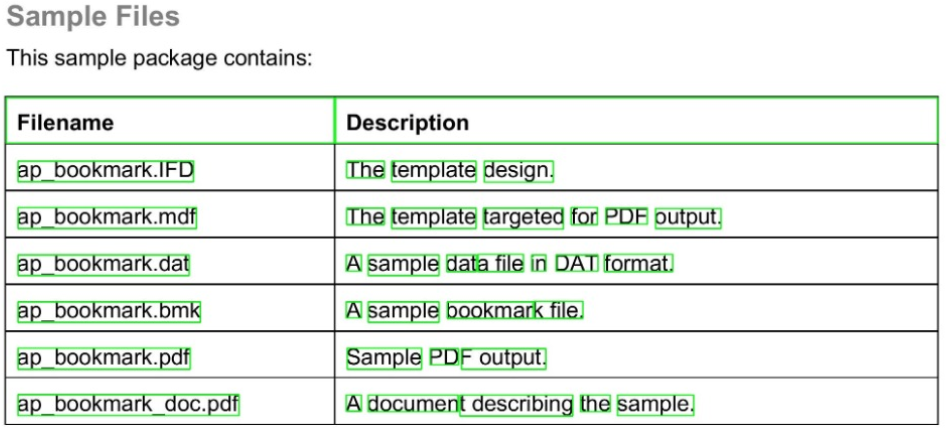 Sample Files
This sample package contains:
Filename Description
ap_bookmark.IFD The template design.
ap_bookmark.mdf The template targeted for PDF output.
ap_bookmark.dat A sample data file in DAT format.
ap_bookmark.bmk A sample bookmark file.
ap_bookmark.pdf Sample PDF output.
ap_bookmark_doc.pdf A document describing the sample.